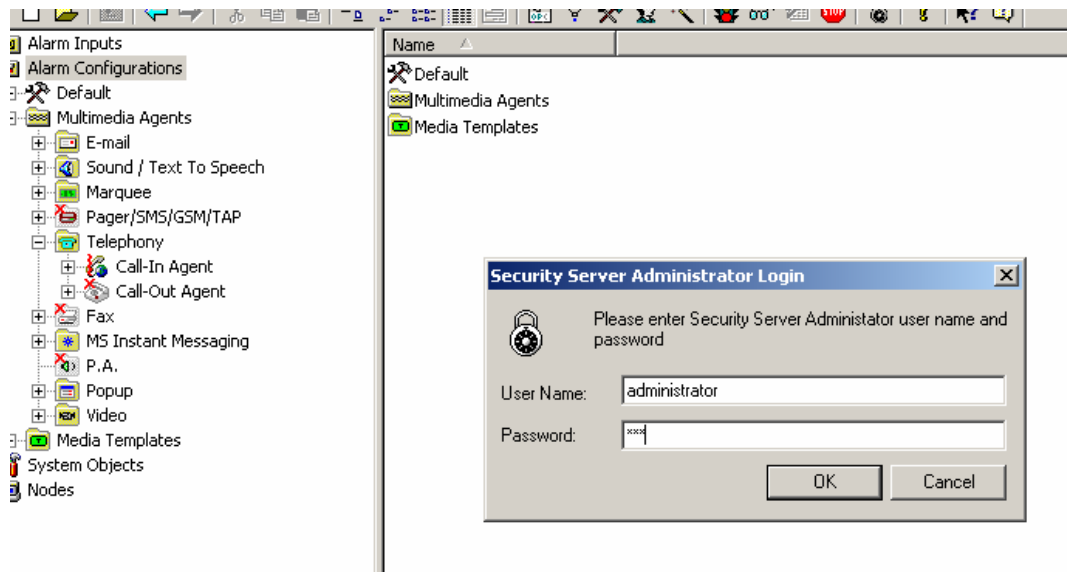 Alarm Inputs
Alarm Configurations
Default
Multimedia Agents
E-mail
Sound / Text To Speech
Marquee
Pager/SMS/GSM/TAP
Telephony
Call-In Agent
Call-Out Agent
Fax
MS Instant Messaging
P.A.
Popup
Video
Media Templates
System Objects
Nodes
Name
Default
Multimedia Agents
Media Templates
Security Server Administrator Login
Please enter Security Server Administator user name and
password
User Name: administrator
Password: ***
OK Cancel